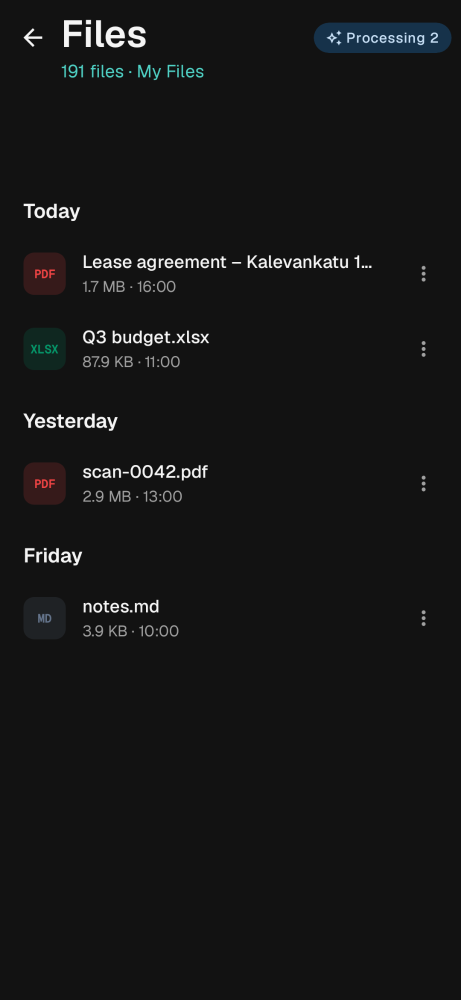 Files
Processing 2
191 files · My Files
Today
PDF
Lease agreement – Kalevankatu 1…
1.7 MB · 16:00
XLSX
Q3 budget.xlsx
87.9 KB · 11:00
Yesterday
PDF
scan-0042.pdf
2.9 MB · 13:00
Friday
MD
notes.md
3.9 KB · 10:00